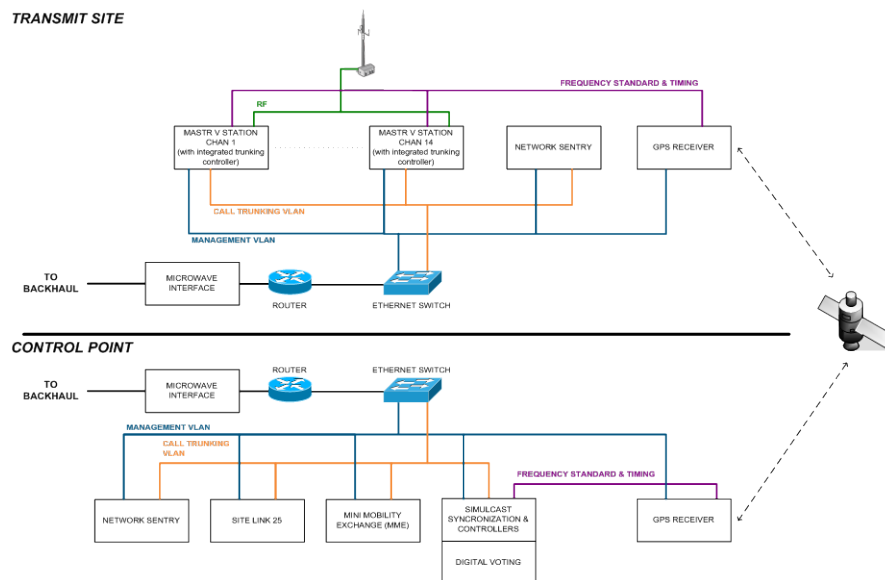 TRANSMIT SITE
FREQUENCY STANDARD & TIMING
RF
MASTR V STATION
CHAN 1
(with integrated trunking
controller)
MASTR V STATION
CHAN 14
(with integrated trunking
controller)
NETWORK SENTRY
GPS RECEIVER
CALL TRUNKING VLAN
MANAGEMENT VLAN
TO
BACKHAUL
MICROWAVE
INTERFACE
ROUTER
ETHERNET SWITCH
CONTROL POINT
TO
BACKHAUL
MICROWAVE
INTERFACE
ROUTER
ETHERNET SWITCH
MANAGEMENT VLAN
CALL TRUNKING
VLAN
FREQUENCY STANDARD & TIMING
NETWORK SENTRY
SITE LINK 25
MINI MOBILITY
EXCHANGE (MME)
SIMULCAST
SYNCRONIZATION &
CONTROLLERS
DIGITAL VOTING
GPS RECEIVER